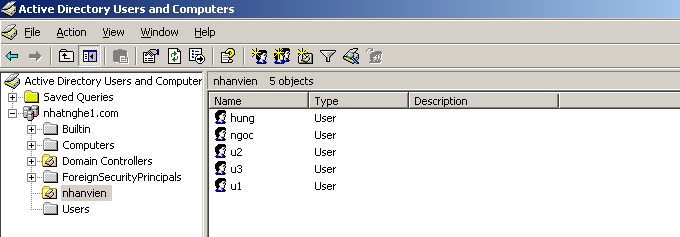 Active Directory Users and Computers
File Action View Window Help
Active Directory Users and Computer
Saved Queries
nhatnghe1.com
Builtin
Computers
Domain Controllers
ForeignSecurityPrincipals
nhanvien
Users
nhanvien 5 objects
Name Type Description
hung User
ngoc User
u2 User
u3 User
u1 User